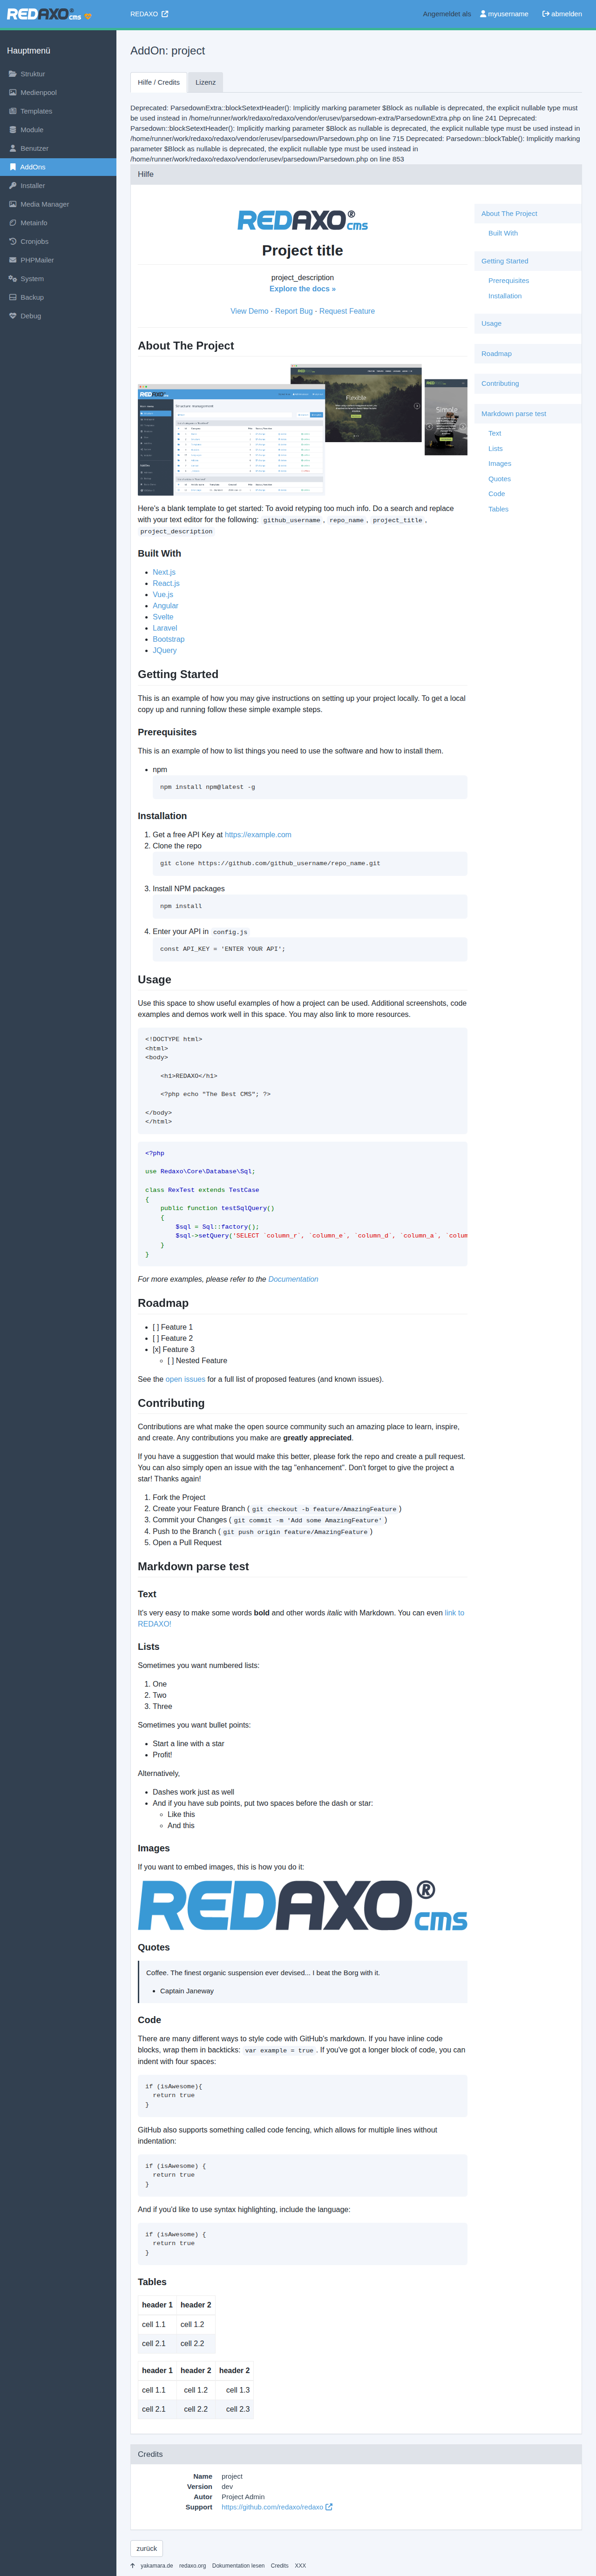 REDAXO® cms
REDAXO
Angemeldet als myusername abmelden
Hauptmenü
Struktur
Medienpool
Templates
Module
Benutzer
AddOns
Installer
Media Manager
Metainfo
Cronjobs
PHPMailer
System
Backup
Debug
AddOn: project
Hilfe / Credits
Lizenz
Deprecated: ParsedownExtra::blockSetextHeader(): Implicitly marking parameter $Block as nullable is deprecated, the explicit nullable type must
be used instead in /home/runner/work/redaxo/redaxo/vendor/erusev/parsedown-extra/ParsedownExtra.php on line 241 Deprecated:
Parsedown::blockSetextHeader(): Implicitly marking parameter $Block as nullable is deprecated, the explicit nullable type must be used instead in
/home/runner/work/redaxo/redaxo/vendor/erusev/parsedown/Parsedown.php on line 715 Deprecated: Parsedown::blockTable(): Implicitly marking
parameter $Block as nullable is deprecated, the explicit nullable type must be used instead in
/home/runner/work/redaxo/redaxo/vendor/erusev/parsedown/Parsedown.php on line 853
Hilfe
REDAXO® cms
Project title
project_description
Explore the docs »
View Demo · Report Bug · Request Feature
About The Project
Flexible
Simple
Here's a blank template to get started: To avoid retyping too much info. Do a search and replace
with your text editor for the following: github_username , repo_name , project_title ,
project_description
Built With
Next.js
React.js
Vue.js
Angular
Svelte
Laravel
Bootstrap
JQuery
Getting Started
This is an example of how you may give instructions on setting up your project locally. To get a local
copy up and running follow these simple example steps.
Prerequisites
This is an example of how to list things you need to use the software and how to install them.
npm
npm install npm@latest -g
Installation
1. Get a free API Key at https://example.com
2. Clone the repo
git clone https://github.com/github_username/repo_name.git
3. Install NPM packages
npm install
4. Enter your API in config.js
const API_KEY = 'ENTER YOUR API';
Usage
Use this space to show useful examples of how a project can be used. Additional screenshots, code
examples and demos work well in this space. You may also link to more resources.
<!DOCTYPE html>
<html>
<body>
<h1>REDAXO</h1>
<?php echo "The Best CMS"; ?>
</body>
</html>
<?php
use Redaxo\Core\Database\Sql;
class RexTest extends TestCase
{
public function testSqlQuery()
{
$sql = Sql::factory();
$sql->setQuery('SELECT `column_r`, `column_e`, `column_d`, `column_a`, `colum
}
}
For more examples, please refer to the Documentation
Roadmap
[ ] Feature 1
[ ] Feature 2
[x] Feature 3
[ ] Nested Feature
See the open issues for a full list of proposed features (and known issues).
Contributing
Contributions are what make the open source community such an amazing place to learn, inspire,
and create. Any contributions you make are greatly appreciated.
If you have a suggestion that would make this better, please fork the repo and create a pull request.
You can also simply open an issue with the tag "enhancement". Don't forget to give the project a
star! Thanks again!
1. Fork the Project
2. Create your Feature Branch ( git checkout -b feature/AmazingFeature )
3. Commit your Changes ( git commit -m 'Add some AmazingFeature' )
4. Push to the Branch ( git push origin feature/AmazingFeature )
5. Open a Pull Request
Markdown parse test
Text
It's very easy to make some words bold and other words italic with Markdown. You can even link to
REDAXO!
Lists
Sometimes you want numbered lists:
1. One
2. Two
3. Three
Sometimes you want bullet points:
Start a line with a star
Profit!
Alternatively,
Dashes work just as well
And if you have sub points, put two spaces before the dash or star:
Like this
And this
Images
If you want to embed images, this is how you do it:
REDAXO® cms
Quotes
Coffee. The finest organic suspension ever devised... I beat the Borg with it.
Captain Janeway
Code
There are many different ways to style code with GitHub's markdown. If you have inline code
blocks, wrap them in backticks: var example = true . If you've got a longer block of code, you can
indent with four spaces:
if (isAwesome){
return true
}
GitHub also supports something called code fencing, which allows for multiple lines without
indentation:
if (isAwesome) {
return true
}
And if you'd like to use syntax highlighting, include the language:
if (isAwesome) {
return true
}
Tables
header 1 header 2
cell 1.1 cell 1.2
cell 2.1 cell 2.2
header 1 header 2 header 2
cell 1.1 cell 1.2 cell 1.3
cell 2.1 cell 2.2 cell 2.3
About The Project
Built With
Getting Started
Prerequisites
Installation
Usage
Roadmap
Contributing
Markdown parse test
Text
Lists
Images
Quotes
Code
Tables
Credits
Name project
Version dev
Autor Project Admin
Support https://github.com/redaxo/redaxo
zurück
yakamara.de redaxo.org Dokumentation lesen Credits XXX